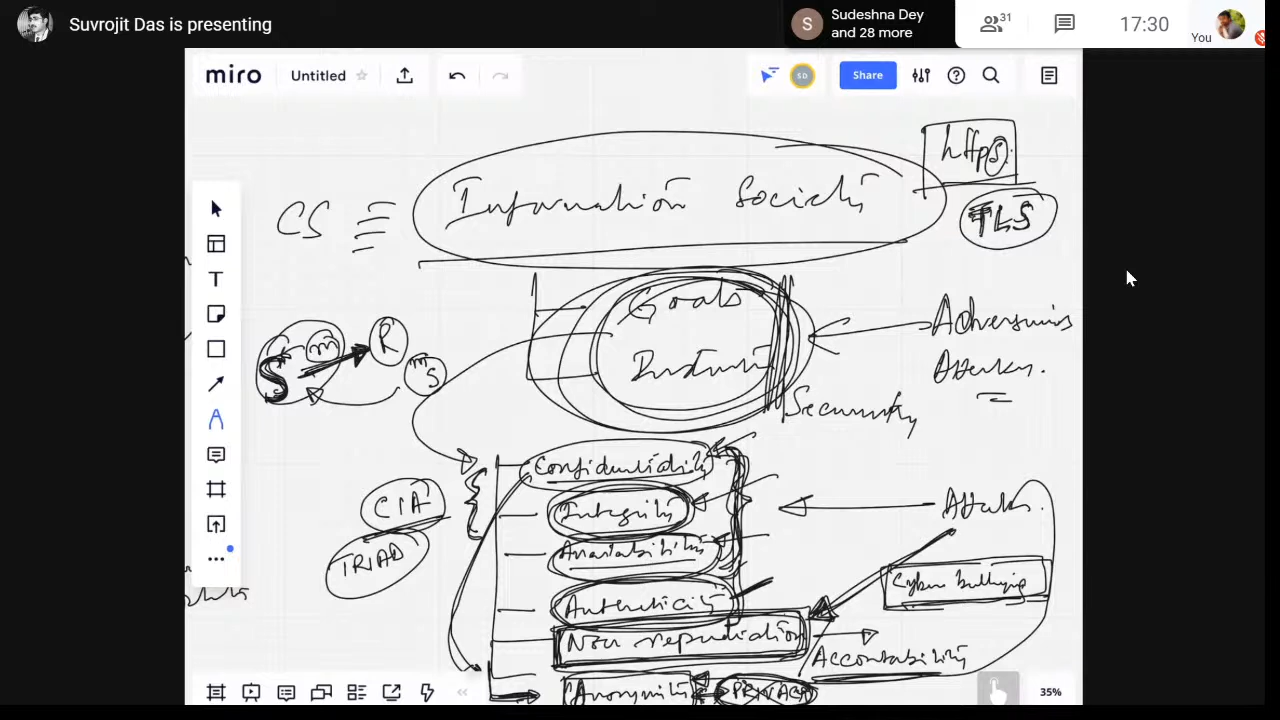 Suvrojit Das is presenting
Sudeshna Dey
and 28 more
S
31
17:30
You
miro
Untitled
SD
Share
https
CS ≡ Information Society
TLS
Goals
Adversaries
Attacks.
S m R
m S
Security
Confidentiality
CIA
Integrity
Attacks.
TRIAD
Availability
Cyber bullying
Authenticity
Non repudiation
Accountability
Anonymity
PRIVACY
35%